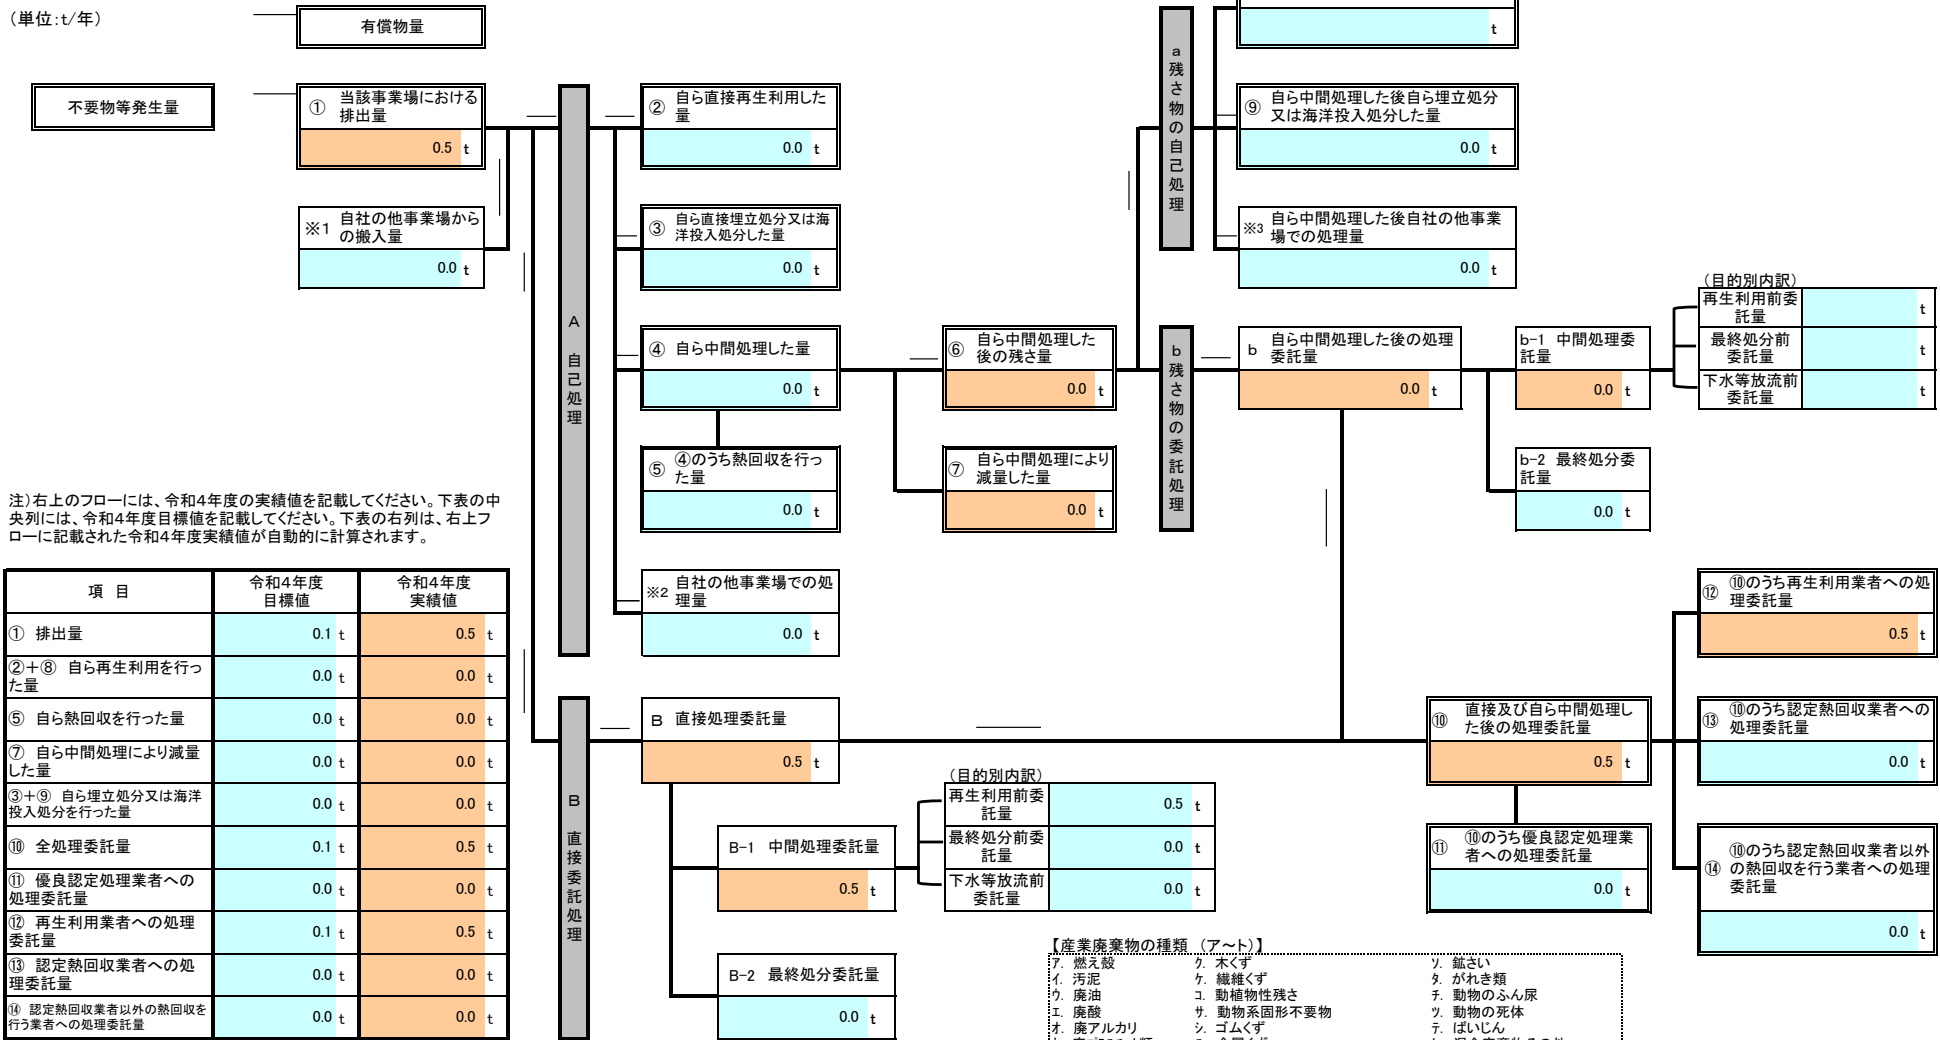 （単位:t/年）
有償物量
t
不要物等発生量
① 当該事業場における
排出量
0.5 t
※1 自社の他事業場から
の搬入量
0.0 t
A 自己処理
② 自ら直接再生利用した
量
0.0 t
③ 自ら直接埋立処分又は海
洋投入処分した量
0.0 t
④ 自ら中間処理した量
0.0 t
⑤ ④のうち熱回収を行っ
た量
0.0 t
※2 自社の他事業場での処
理量
0.0 t
⑥ 自ら中間処理した
後の残さ量
0.0 t
⑦ 自ら中間処理により
減量した量
0.0 t
a 残さ物の自己処理
⑨ 自ら中間処理した後自ら埋立処分
又は海洋投入処分した量
0.0 t
※3 自ら中間処理した後自社の他事業
場での処理量
0.0 t
b 残さ物の委託処理
b 自ら中間処理した後の処理
委託量
0.0 t
b-1 中間処理委
託量
0.0 t
b-2 最終処分委
託量
0.0 t
（目的別内訳）
再生利用前委
託量
t
最終処分前
委託量
t
下水等放流前
委託量
t
注）右上のフローには、令和4年度の実績値を記載してください。下表の中
央列には、令和4年度目標値を記載してください。下表の右列は、右上フ
ローに記載された令和4年度実績値が自動的に計算されます。
項 目 令和4年度 目標値 令和4年度 実績値
① 排出量 0.1 t 0.5 t
②＋⑧ 自ら再生利用を行っ
た量 0.0 t 0.0 t
⑤ 自ら熱回収を行った量 0.0 t 0.0 t
⑦ 自ら中間処理により減量
した量 0.0 t 0.0 t
③＋⑨ 自ら埋立処分又は海洋
投入処分を行った量 0.0 t 0.0 t
⑩ 全処理委託量 0.1 t 0.5 t
⑪ 優良認定処理業者への
処理委託量 0.0 t 0.0 t
⑫ 再生利用業者への処理
委託量 0.1 t 0.5 t
⑬ 認定熱回収業者への処
理委託量 0.0 t 0.0 t
⑭ 認定熱回収業者以外の熱回収を
行う業者への処理委託量 0.0 t 0.0 t
B 直接委託処理
B 直接処理委託量
0.5 t
B-1 中間処理委託量
0.5 t
B-2 最終処分委託量
0.0 t
（目的別内訳）
再生利用前委
託量
0.5 t
最終処分前委
託量
0.0 t
下水等放流前
委託量
0.0 t
⑩ 直接及び自ら中間処理し
た後の処理委託量
0.5 t
⑪ ⑩のうち優良認定処理業
者への処理委託量
0.0 t
⑫ ⑩のうち再生利用業者への処
理委託量
0.5 t
⑬ ⑩のうち認定熱回収業者への
処理委託量
0.0 t
⑭ ⑩のうち認定熱回収業者以外
の熱回収を行う業者への処理
委託量
0.0 t
【産業廃棄物の種類 （ア～ト）】
ア. 燃え殻 ク. 木くず ソ. 鉱さい
イ. 汚泥 ケ. 繊維くず タ. がれき類
ウ. 廃油 コ. 動植物性残さ チ. 動物のふん尿
エ. 廃酸 サ. 動物系固形不要物 ツ. 動物の死体
オ. 廃アルカリ シ. ゴムくず テ. ばいじん